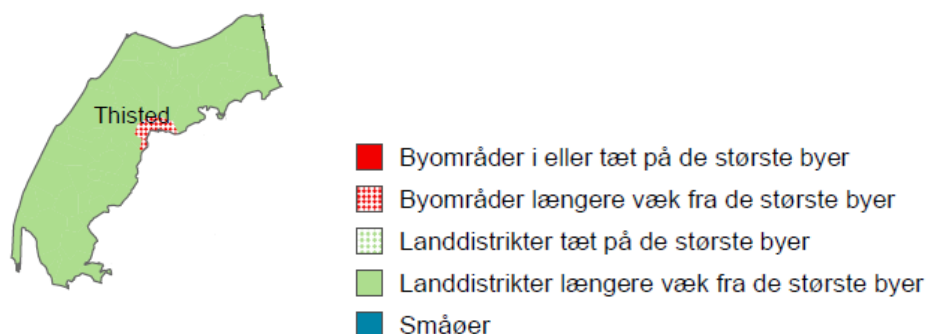 Thisted
Byområder i eller tæt på de største byer
Byområder længere væk fra de største byer
Landdistrikter tæt på de største byer
Landdistrikter længere væk fra de største byer
Småøer